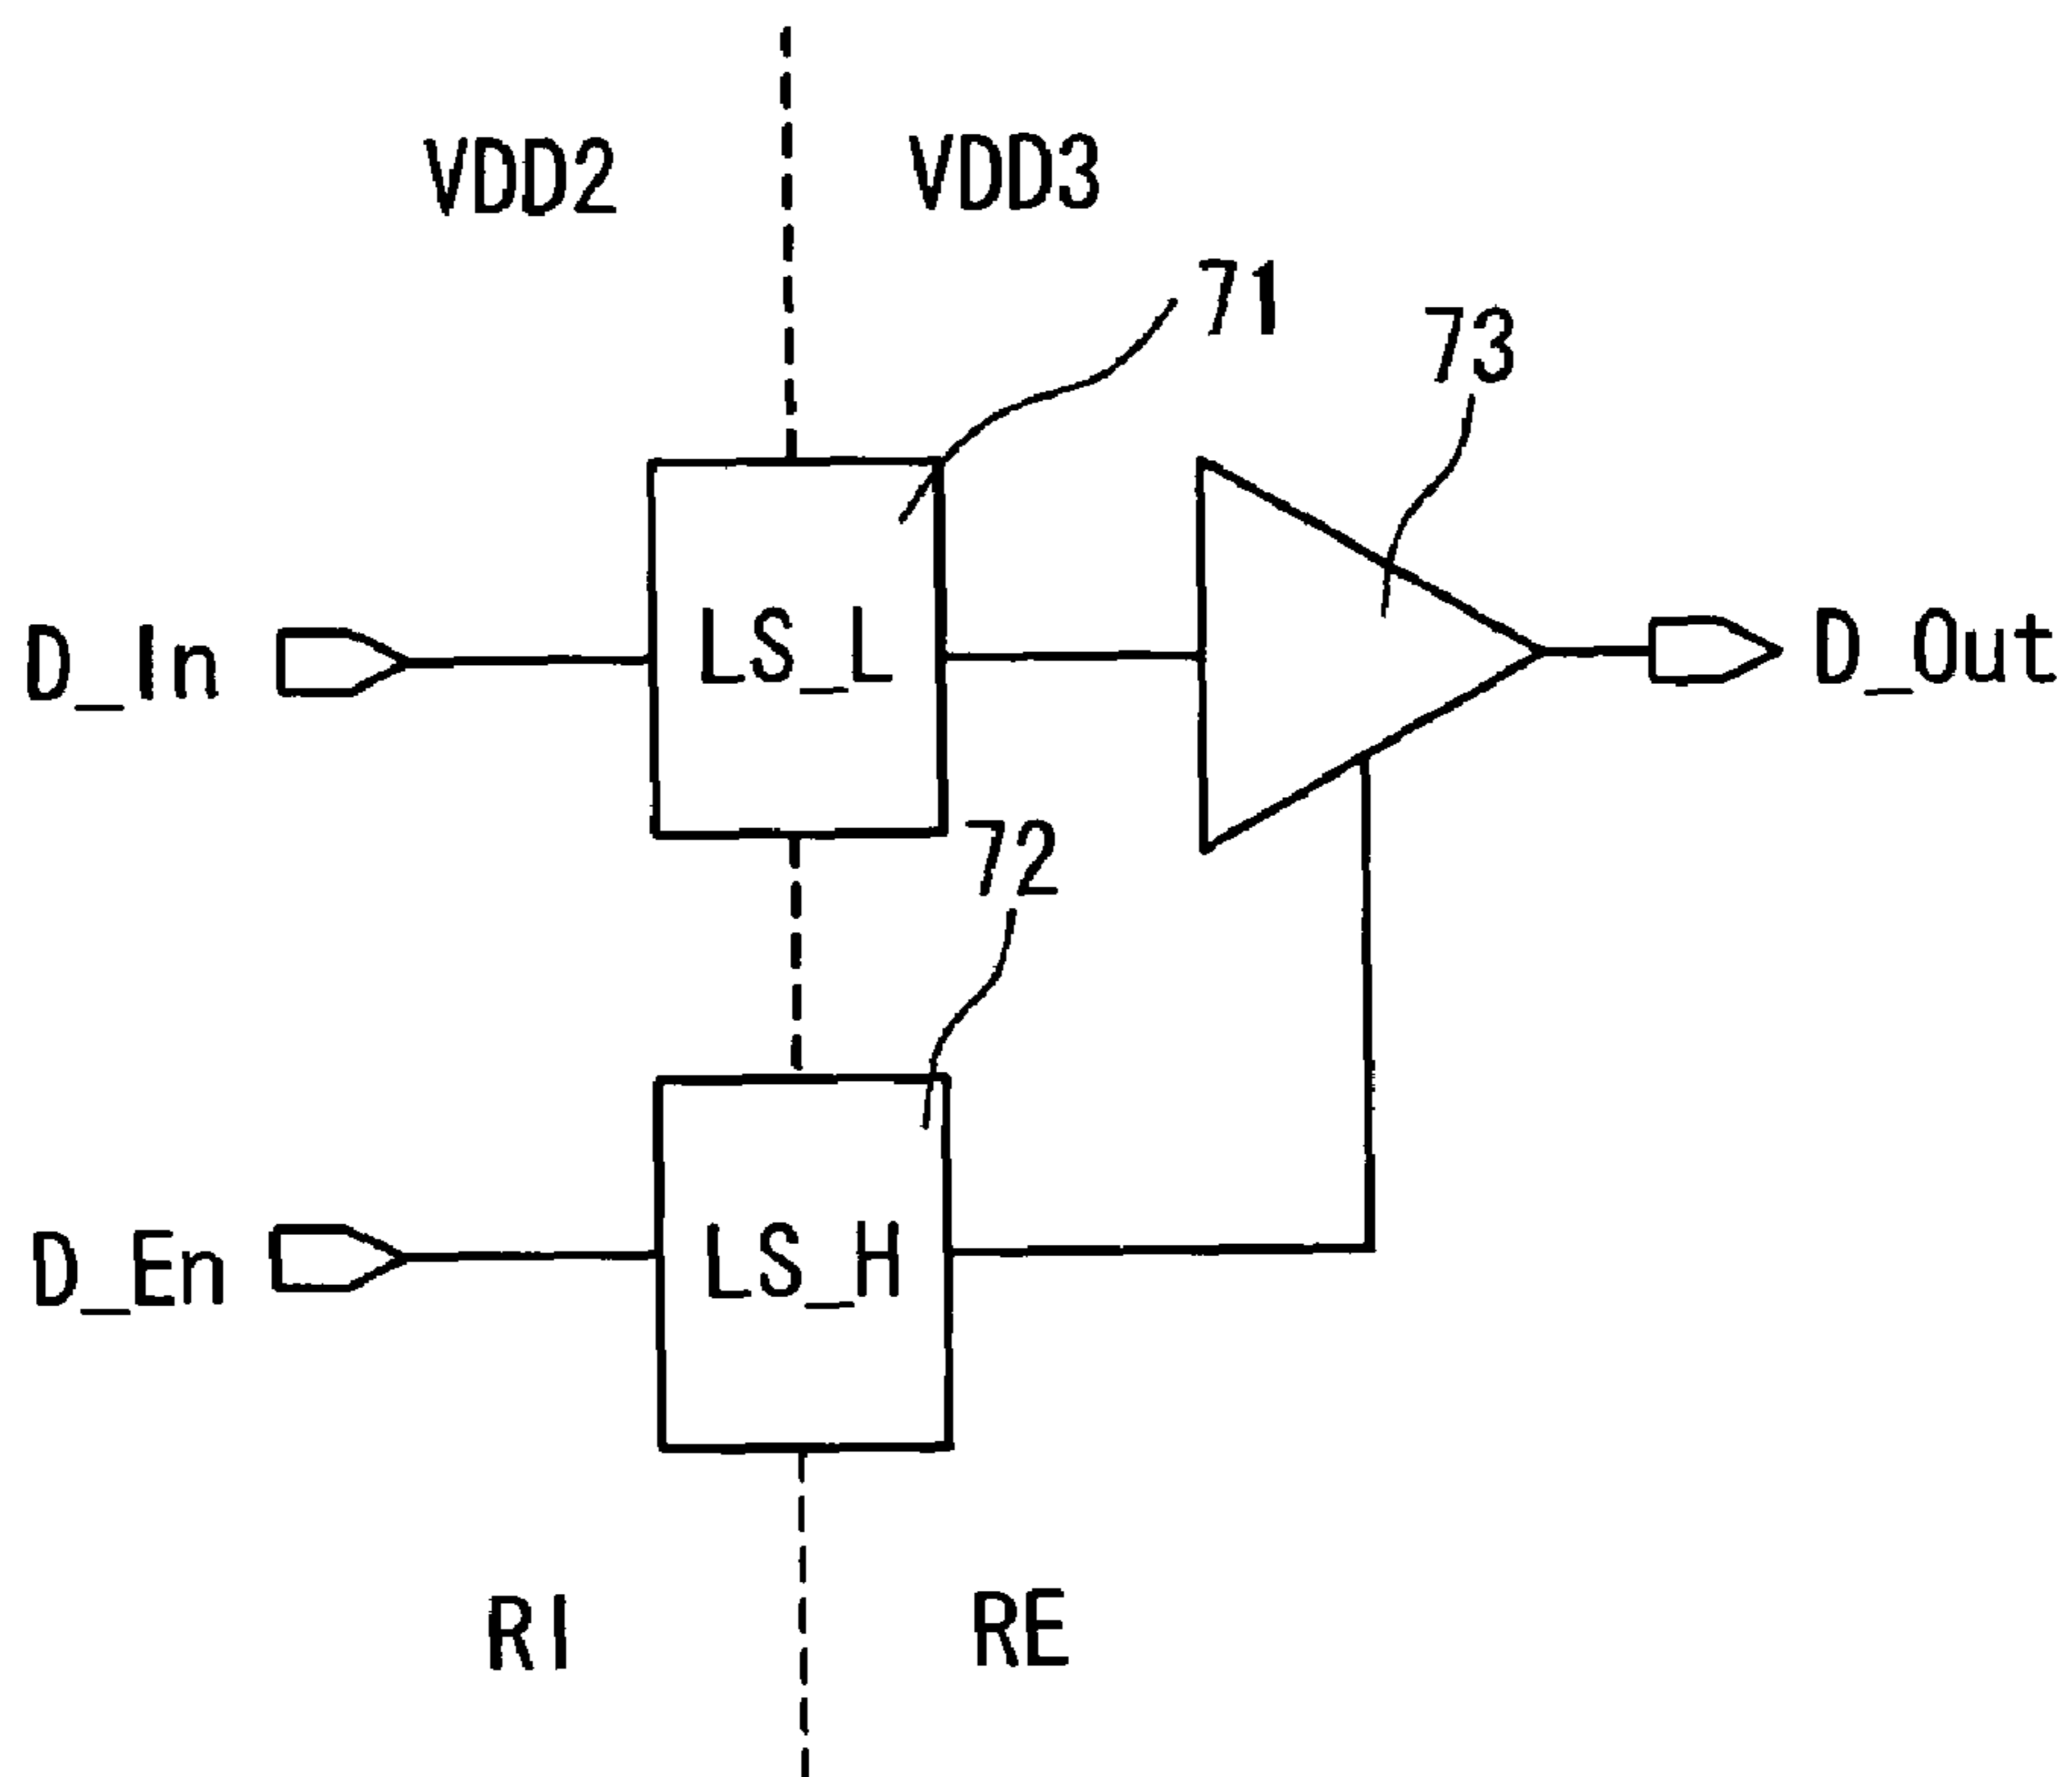 VDD2
VDD3
71
73
D_In
LS_L
D_Out
72
D_En
LS_H
RI
RE